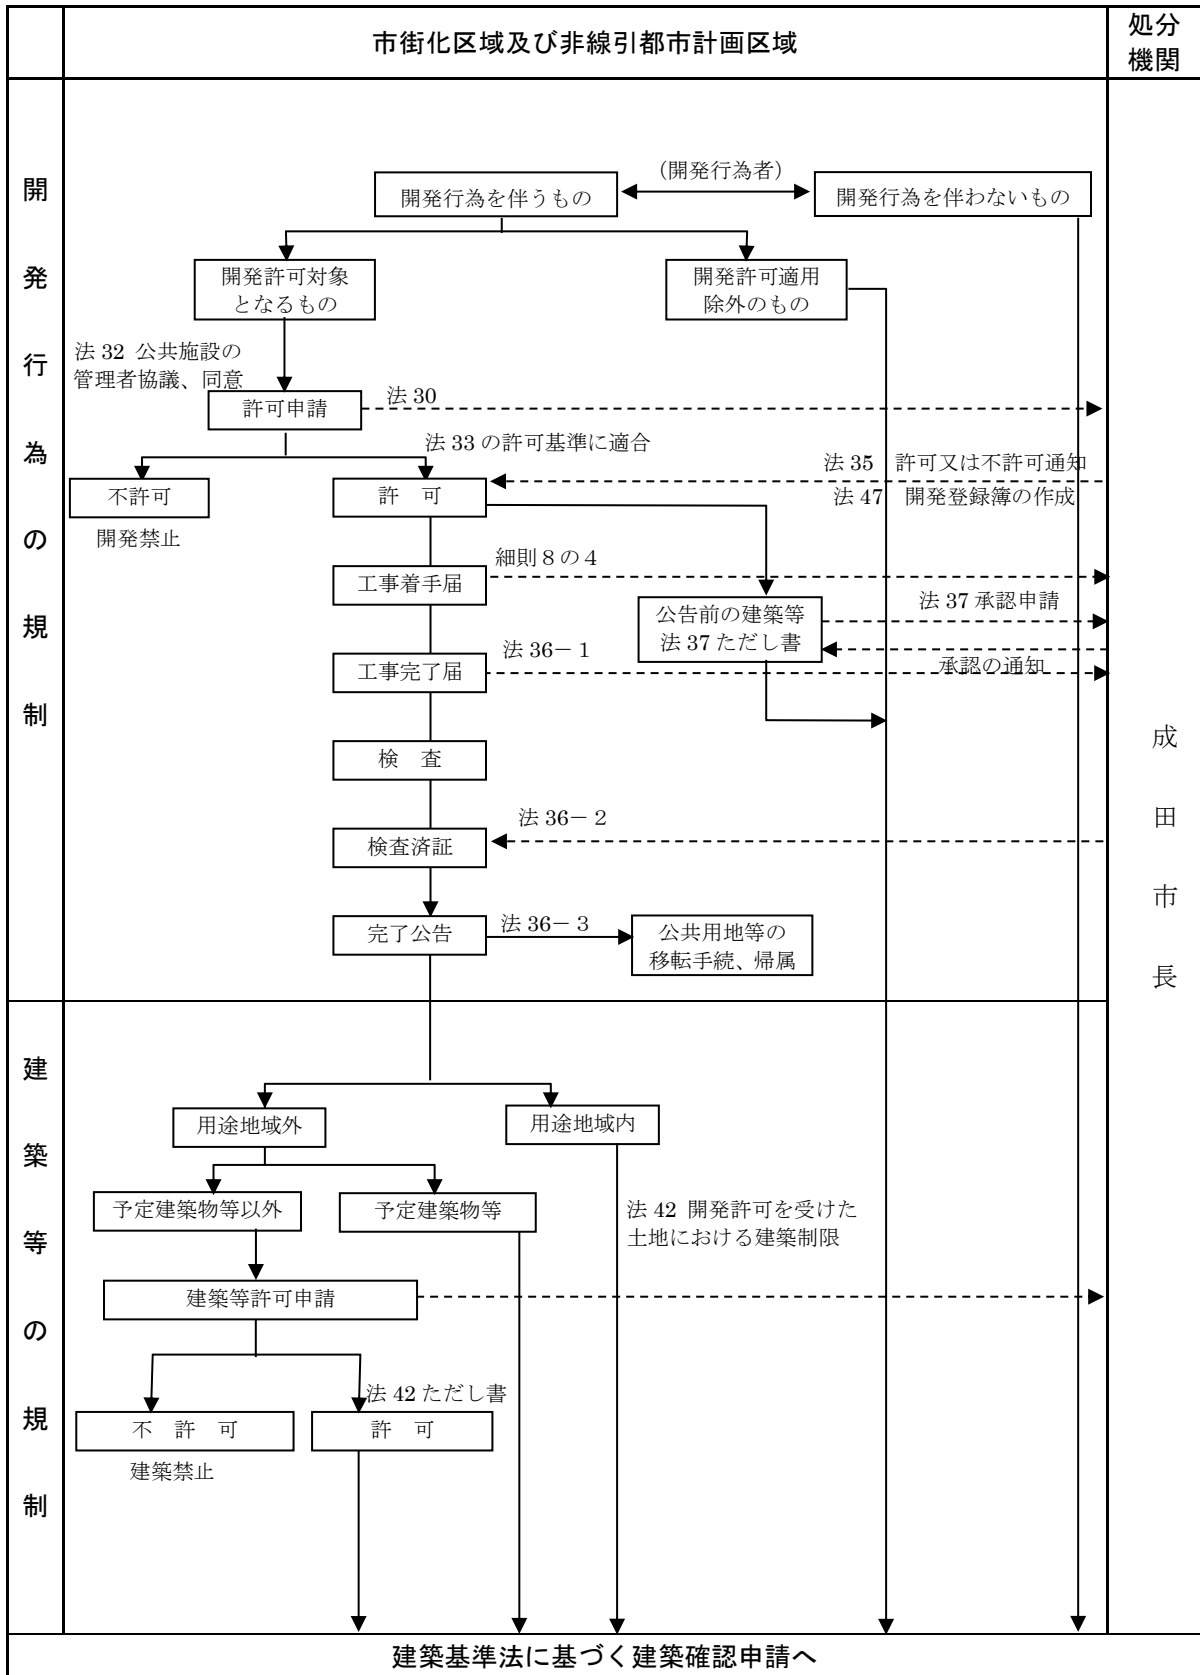 市街化区域及び非線引都市計画区域
処分
機関
開発行為の規制
(開発行為者)
開発行為を伴うもの
開発行為を伴わないもの
開発許可対象
となるもの
開発許可適用
除外のもの
法 32 公共施設の
管理者協議、同意
許可申請
法 30
法 33 の許可基準に適合
法 35 許可又は不許可通知
不許可
許 可
法 47 開発登録簿の作成
開発禁止
細則８の４
工事着手届
公告前の建築等
法 37 ただし書
法 37 承認申請
法 36－１
工事完了届
承認の通知
検 査
法 36－２
検査済証
完了公告
法 36－３
公共用地等の
移転手続、帰属
成田市長
建築等の規制
用途地域外
用途地域内
予定建築物等以外
予定建築物等
法 42 開発許可を受けた
土地における建築制限
建築等許可申請
法 42 ただし書
不 許 可
許 可
建築禁止
建築基準法に基づく建築確認申請へ